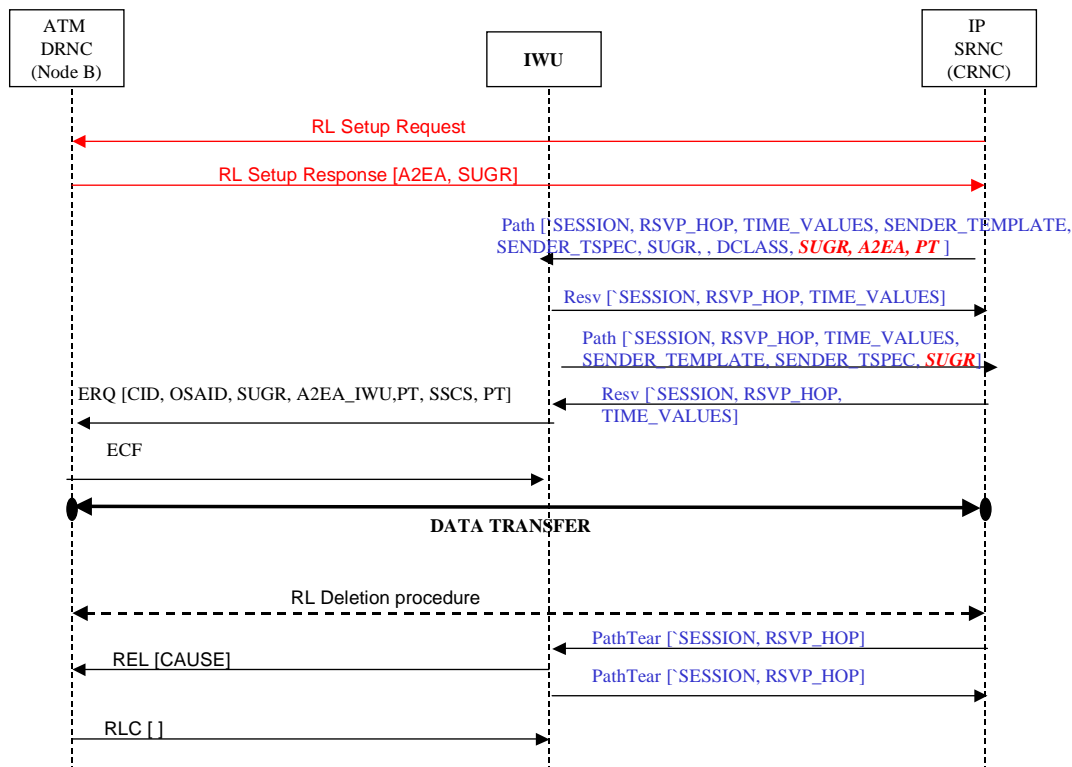 ATM
DRNC
(Node B)
IWU
IP
SRNC
(CRNC)
RL Setup Request
RL Setup Response [A2EA, SUGR]
Path [`SESSION, RSVP_HOP, TIME_VALUES, SENDER_TEMPLATE,
SENDER_TSPEC, SUGR, , DCLASS, SUGR, A2EA, PT ]
Resv [`SESSION, RSVP_HOP, TIME_VALUES]
Path [`SESSION, RSVP_HOP, TIME_VALUES,
SENDER_TEMPLATE, SENDER_TSPEC, SUGR]
ERQ [CID, OSAID, SUGR, A2EA_IWU,PT, SSCS, PT]
Resv [`SESSION, RSVP_HOP,
TIME_VALUES]
ECF
DATA TRANSFER
RL Deletion procedure
PathTear [`SESSION, RSVP_HOP]
REL [CAUSE]
PathTear [`SESSION, RSVP_HOP]
RLC [ ]